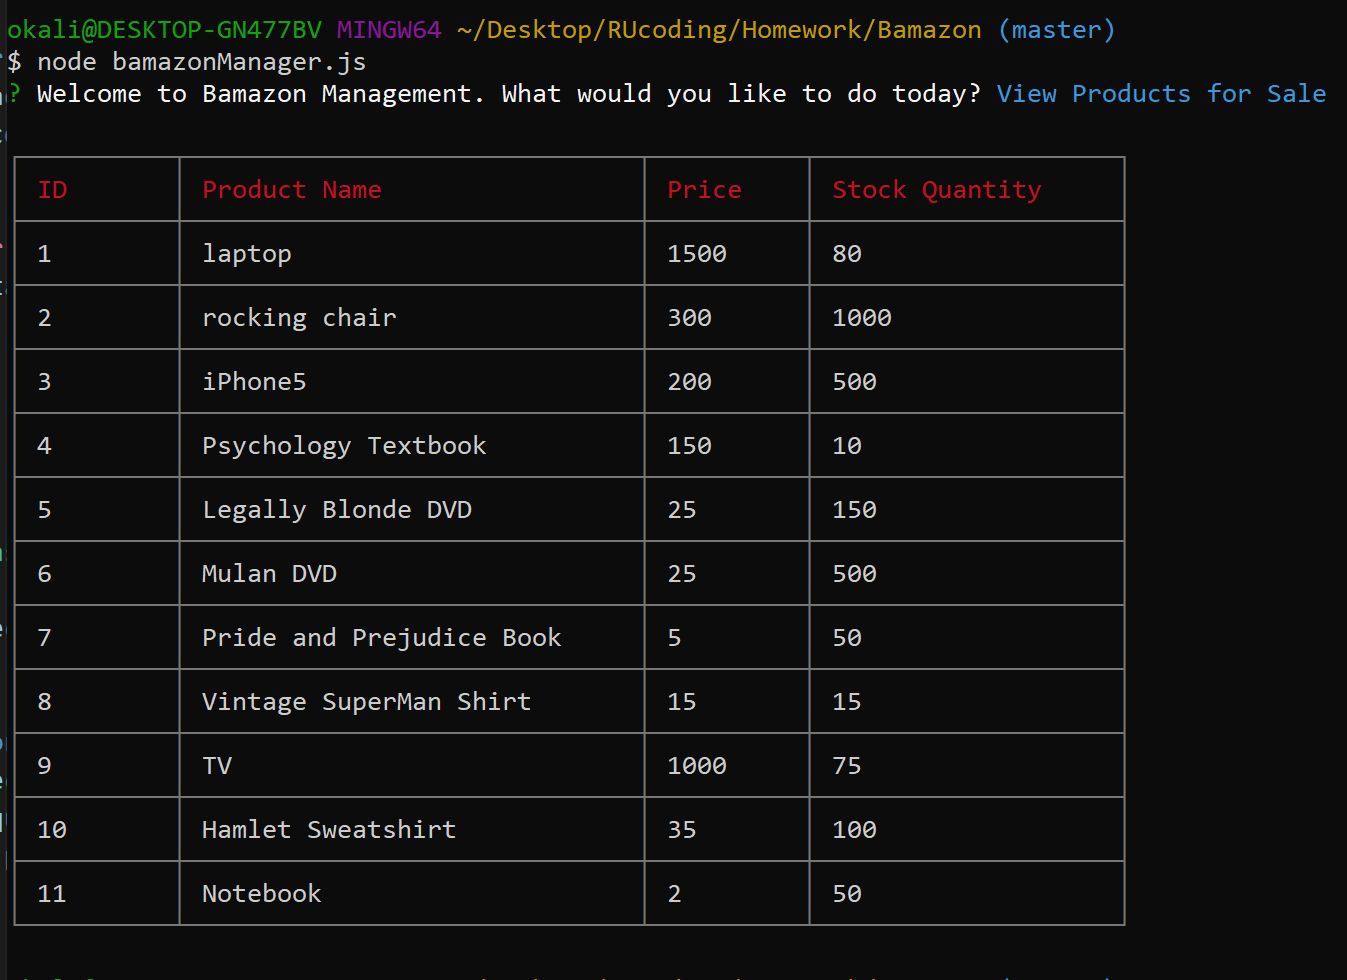 okali@DESKTOP-GN477BV MINGW64 ~/Desktop/RUcoding/Homework/Bamazon (master)
$ node bamazonManager.js
? Welcome to Bamazon Management. What would you like to do today? View Products for Sale
ID Product Name Price Stock Quantity
1 laptop 1500 80
2 rocking chair 300 1000
3 iPhone5 200 500
4 Psychology Textbook 150 10
5 Legally Blonde DVD 25 150
6 Mulan DVD 25 500
7 Pride and Prejudice Book 5 50
8 Vintage SuperMan Shirt 15 15
9 TV 1000 75
10 Hamlet Sweatshirt 35 100
11 Notebook 2 50